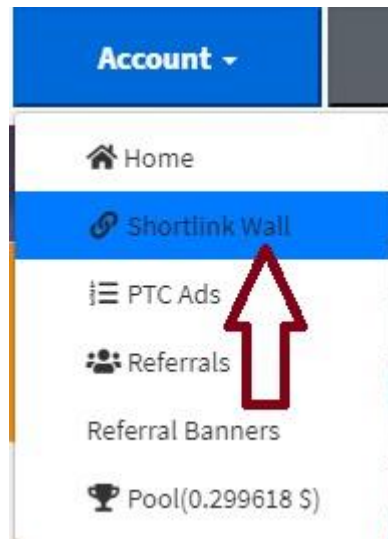 Account
Home
Shortlink Wall
PTC Ads
Referrals
Referral Banners
Pool(0.299618 $)